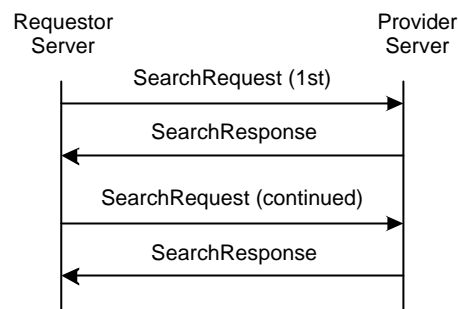 Requestor
Server
Provider
Server
SearchRequest (1st)
SearchResponse
SearchRequest (continued)
SearchResponse